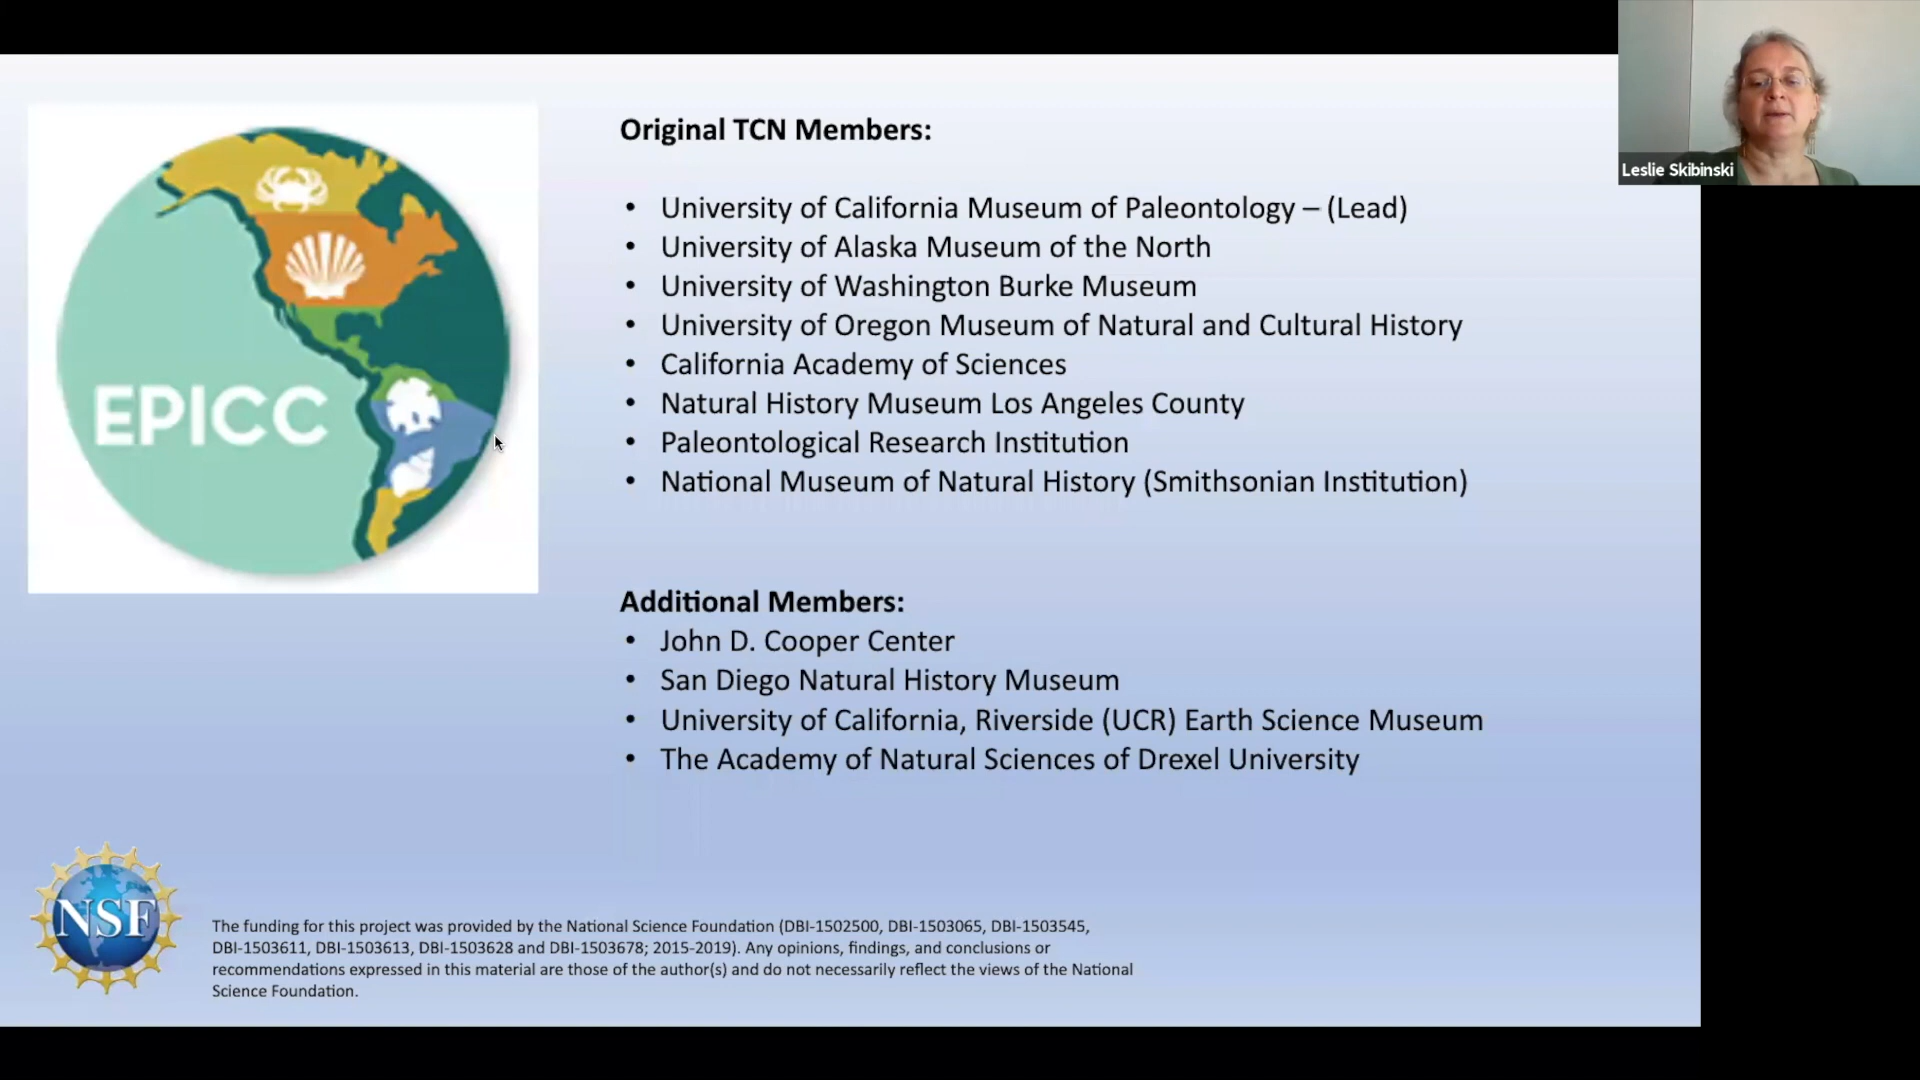 Leslie Skibinski
EPICC
Original TCN Members:
• University of California Museum of Paleontology – (Lead)
• University of Alaska Museum of the North
• University of Washington Burke Museum
• University of Oregon Museum of Natural and Cultural History
• California Academy of Sciences
• Natural History Museum Los Angeles County
• Paleontological Research Institution
• National Museum of Natural History (Smithsonian Institution)
Additional Members:
• John D. Cooper Center
• San Diego Natural History Museum
• University of California, Riverside (UCR) Earth Science Museum
• The Academy of Natural Sciences of Drexel University
NSF
The funding for this project was provided by the National Science Foundation (DBI-1502500, DBI-1503065, DBI-1503545,
DBI-1503611, DBI-1503613, DBI-1503628 and DBI-1503678; 2015-2019). Any opinions, findings, and conclusions or
recommendations expressed in this material are those of the author(s) and do not necessarily reflect the views of the National
Science Foundation.